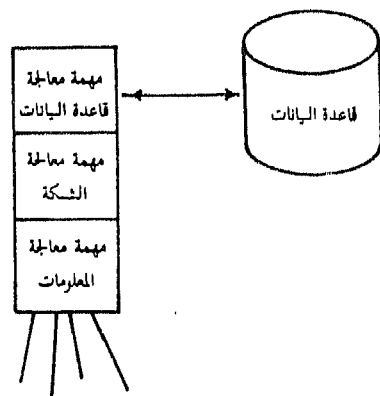 مهمة معالجة
قاعدة البيانات
مهمة معالجة
الشبكة
مهمة معالجة
المعلومات
قاعدة البيانات